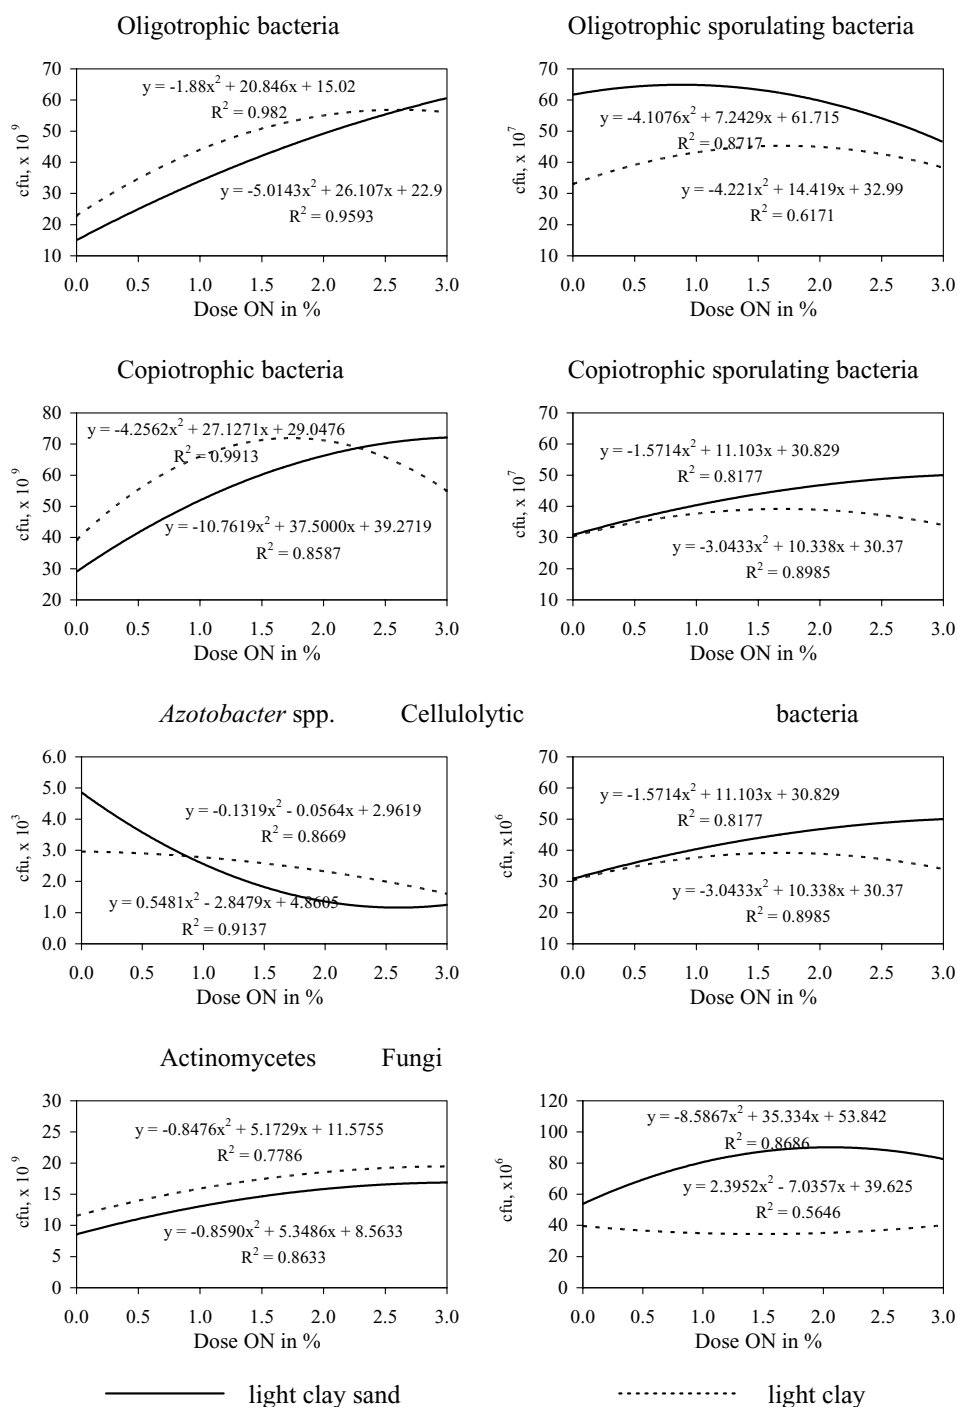 Oligotrophic bacteria
70
60
50
40
30
20
10
cfu, x 10^9
y = -1.88x^2 + 20.846x + 15.02
R^2 = 0.982
y = -5.0143x^2 + 26.107x + 22.9
R^2 = 0.9593
0.0 0.5 1.0 1.5 2.0 2.5 3.0
Dose ON in %
Oligotrophic sporulating bacteria
70
60
50
40
30
20
10
cfu, x 10^7
y = -4.1076x^2 + 7.2429x + 61.715
R^2 = 0.8717
y = -4.221x^2 + 14.419x + 32.99
R^2 = 0.6171
0.0 0.5 1.0 1.5 2.0 2.5 3.0
Dose ON in %
Copiotrophic bacteria
80
70
60
50
40
30
20
cfu, x 10^9
y = -4.2562x^2 + 27.1271x + 29.0476
R^2 = 0.9913
y = -10.7619x^2 + 37.5000x + 39.2719
R^2 = 0.8587
0.0 0.5 1.0 1.5 2.0 2.5 3.0
Dose ON in %
Copiotrophic sporulating bacteria
70
60
50
40
30
20
10
cfu, x 10^7
y = -1.5714x^2 + 11.103x + 30.829
R^2 = 0.8177
y = -3.0433x^2 + 10.338x + 30.37
R^2 = 0.8985
0.0 0.5 1.0 1.5 2.0 2.5 3.0
Dose ON in %
Azotobacter spp. Cellulolytic bacteria
6.0
5.0
4.0
3.0
2.0
1.0
0.0
cfu, x 10^3
y = -0.1319x^2 - 0.0564x + 2.9619
R^2 = 0.8669
y = 0.5481x^2 - 2.8479x + 4.8605
R^2 = 0.9137
0.0 0.5 1.0 1.5 2.0 2.5 3.0
Dose ON in %
70
60
50
40
30
20
10
cfu, x10^6
y = -1.5714x^2 + 11.103x + 30.829
R^2 = 0.8177
y = -3.0433x^2 + 10.338x + 30.37
R^2 = 0.8985
0.0 0.5 1.0 1.5 2.0 2.5 3.0
Dose ON in %
Actinomycetes Fungi
30
25
20
15
10
5
0
cfu, x 10^9
y = -0.8476x^2 + 5.1729x + 11.5755
R^2 = 0.7786
y = -0.8590x^2 + 5.3486x + 8.5633
R^2 = 0.8633
0.0 0.5 1.0 1.5 2.0 2.5 3.0
Dose ON in %
120
100
80
60
40
20
0
cfu, x10^6
y = -8.5867x^2 + 35.334x + 53.842
R^2 = 0.8686
y = 2.3952x^2 - 7.0357x + 39.625
R^2 = 0.5646
0.0 0.5 1.0 1.5 2.0 2.5 3.0
Dose ON in %
light clay sand
light clay